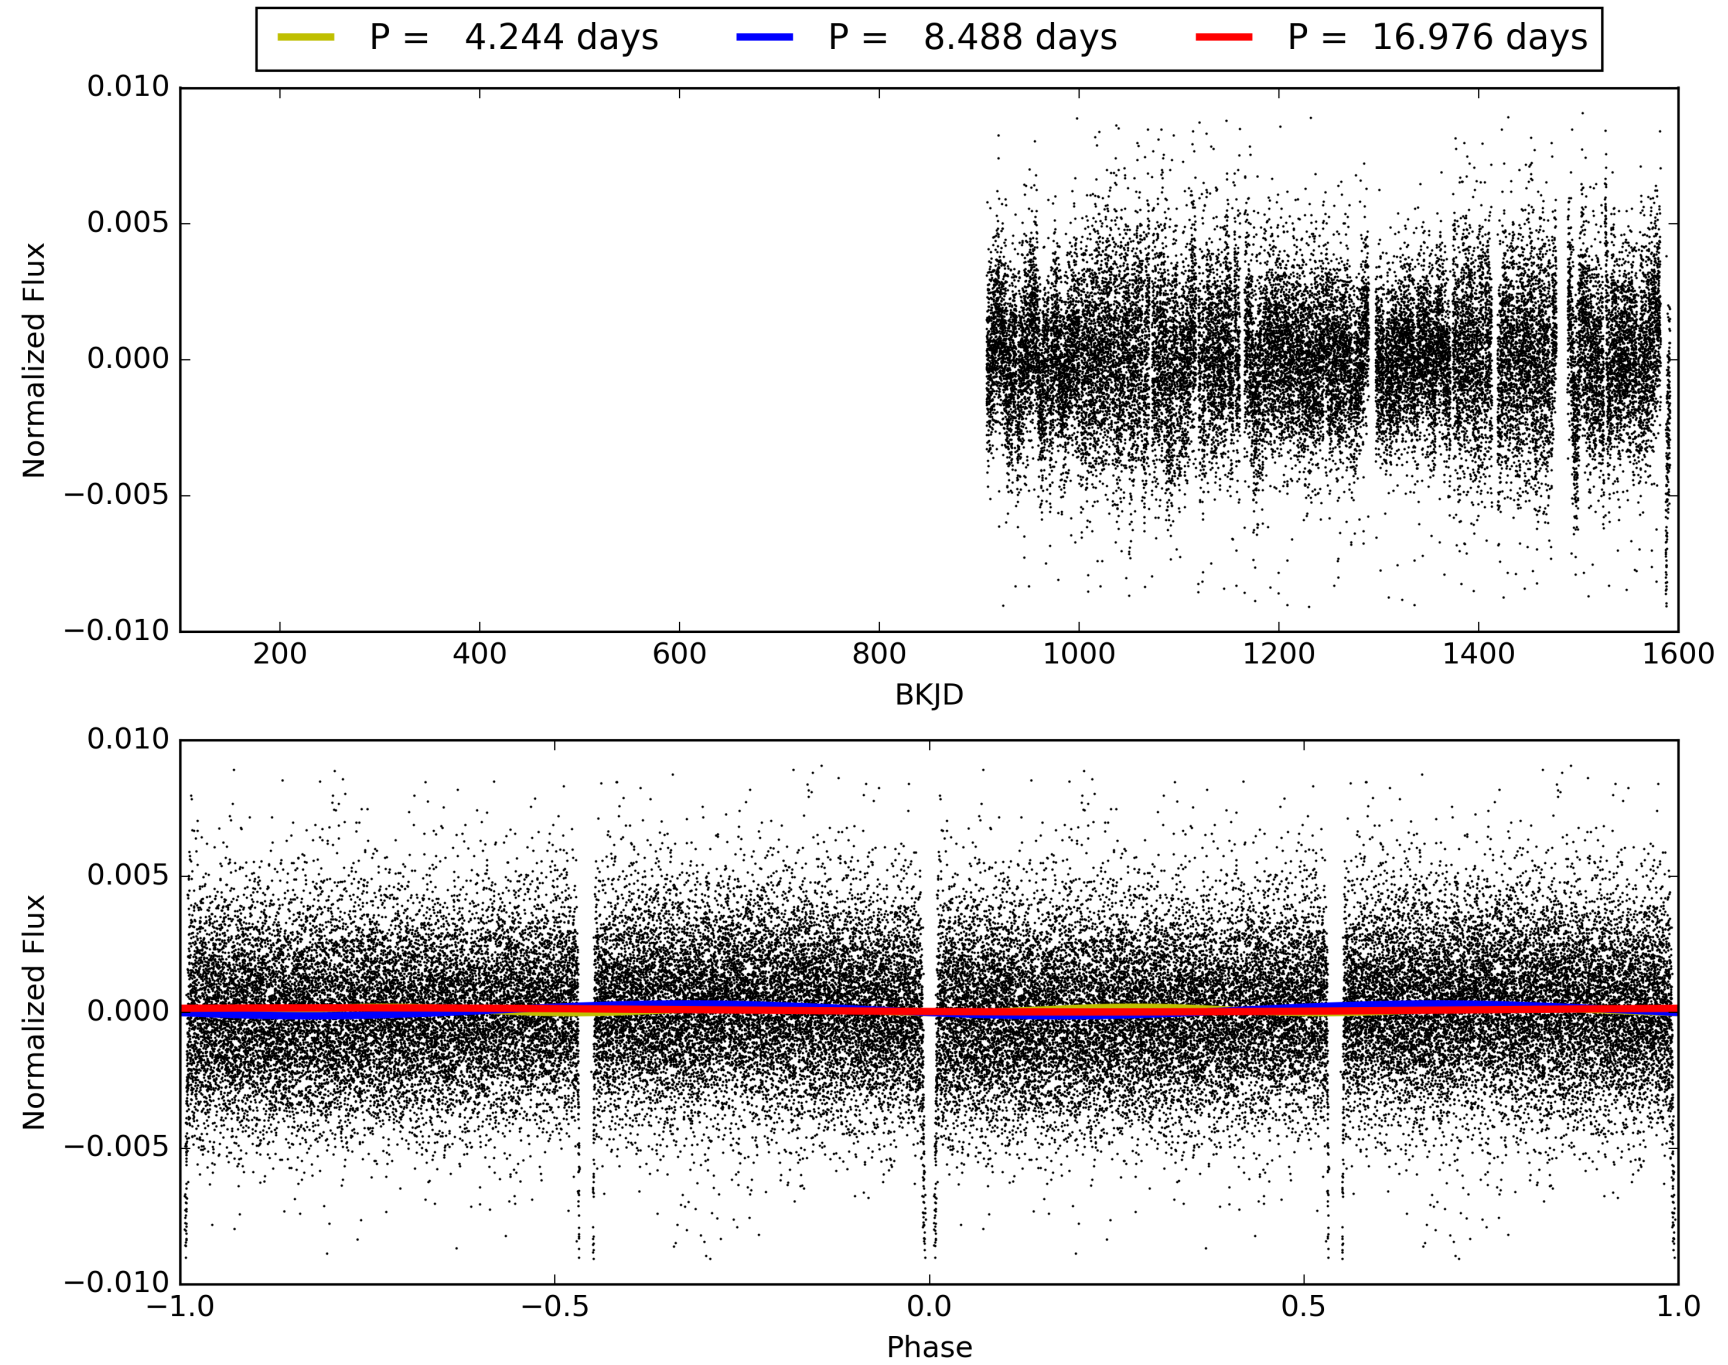 P = 4.244 days P = 8.488 days P = 16.976 days
0.010
0.005
0.000
−0.005
−0.010
Normalized Flux
200 400 600 800 1000 1200 1400 1600
BKJD
0.010
0.005
0.000
−0.005
−0.010
Normalized Flux
−1.0 −0.5 0.0 0.5 1.0
Phase